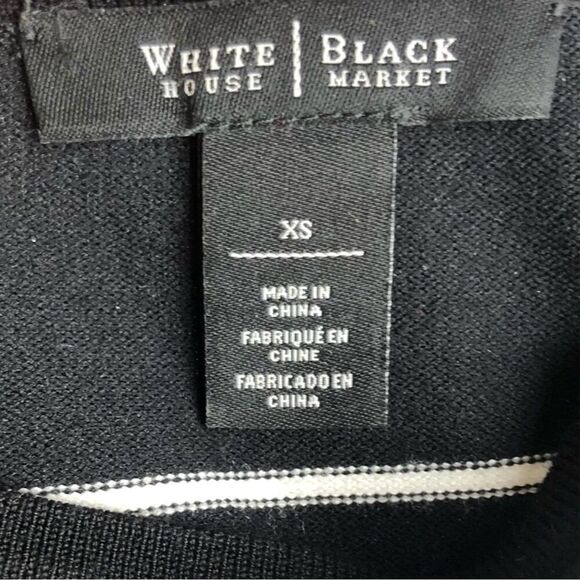 WHITE | BLACK
HOUSE | MARKET
XS
MADE IN
CHINA
FABRIQUÉ EN
CHINE
FABRICADO EN
CHINA